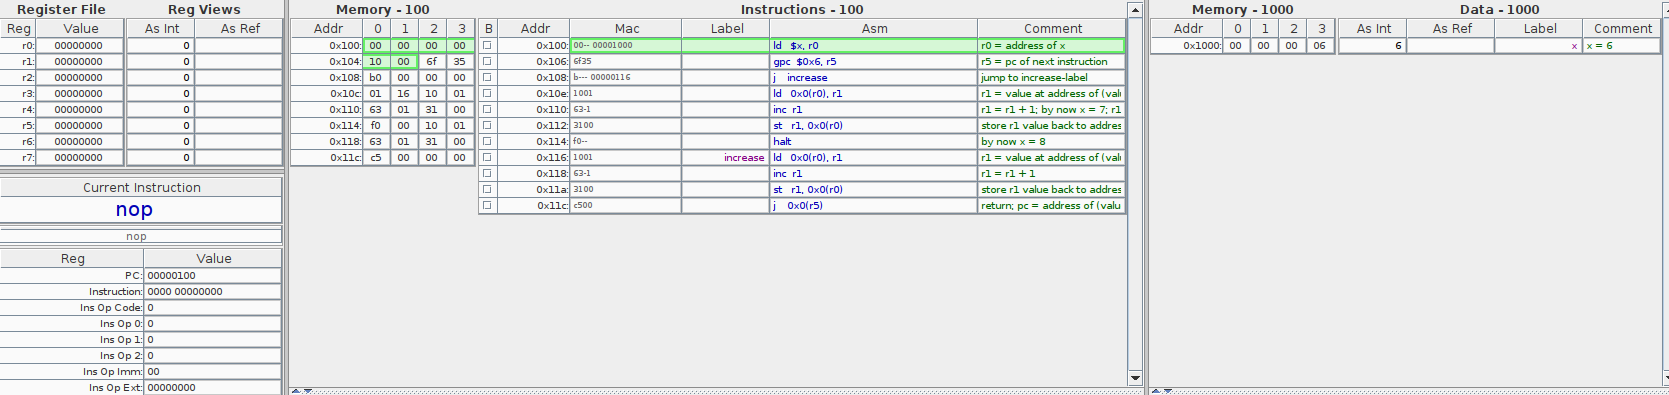 Register File Reg Views
Reg Value As Int As Ref
r0: 00000000 0
r1: 00000000 0
r2: 00000000 0
r3: 00000000 0
r4: 00000000 0
r5: 00000000 0
r6: 00000000 0
r7: 00000000 0
Current Instruction
nop
nop
Reg Value
PC: 00000100
Instruction: 0000 00000000
Ins Op Code: 0
Ins Op 0: 0
Ins Op 1: 0
Ins Op 2: 0
Ins Op Imm: 00
Ins Op Ext: 00000000
Memory - 100
Addr 0 1 2 3
0x100: 00 00 00 00
0x104: 10 00 6f 35
0x108: b0 00 00 00
0x10c: 01 16 10 01
0x110: 63 01 31 00
0x114: f0 00 10 01
0x118: 63 01 31 00
0x11c: c5 00 00 00
Instructions - 100
B Addr Mac Label Asm Comment
0x100: 00-- 00001000 ld $x, r0 r0 = address of x
0x106: 6f35 gpc $0x6, r5 r5 = pc of next instruction
0x108: b--- 00000116 j increase jump to increase-label
0x10e: 1001 ld 0x0(r0), r1 r1 = value at address of (val
0x110: 63-1 inc r1 r1 = r1 + 1; by now x = 7; r1
0x112: 3100 st r1, 0x0(r0) store r1 value back to addres
0x114: f0-- halt by now x = 8
0x116: 1001 increase ld 0x0(r0), r1 r1 = value at address of (val
0x118: 63-1 inc r1 r1 = r1 + 1
0x11a: 3100 st r1, 0x0(r0) store r1 value back to addres
0x11c: c500 j 0x0(r5) return; pc = address of (valu
Memory - 1000 Data - 1000
Addr 0 1 2 3 As Int As Ref Label Comment
0x1000: 00 00 00 06 6 x x = 6